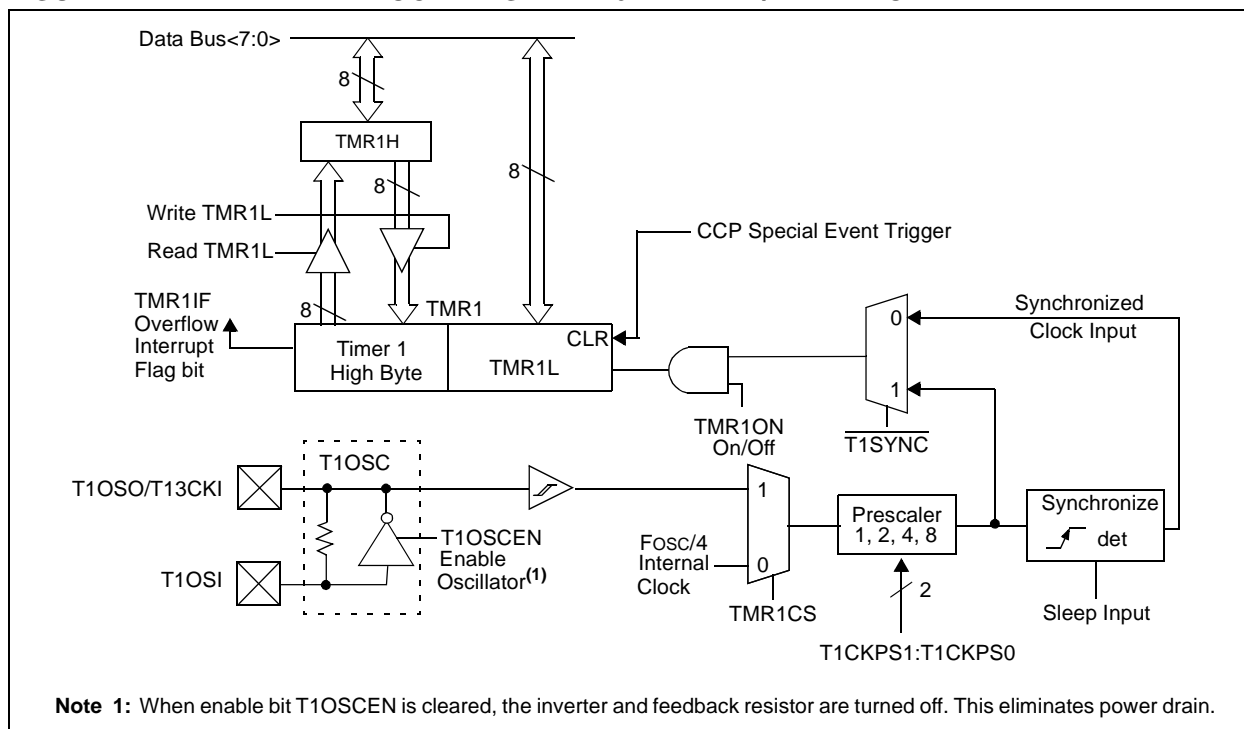 Data Bus<7:0>
8
TMR1H
8
8
Write TMR1L
Read TMR1L
CCP Special Event Trigger
8
TMR1
TMR1IF
Overflow
Interrupt
Flag bit
Timer 1
High Byte
TMR1L
CLR
0
1
Synchronized
Clock Input
TMR1ON
On/Off
T1SYNC
T1OSC
T1OSO/T13CKI
T1OSI
T1OSCEN
Enable
Oscillator(1)
FOSC/4
Internal
Clock
1
0
TMR1CS
Prescaler
1, 2, 4, 8
2
T1CKPS1:T1CKPS0
Synchronize
det
Sleep Input
Note 1: When enable bit T1OSCEN is cleared, the inverter and feedback resistor are turned off. This eliminates power drain.